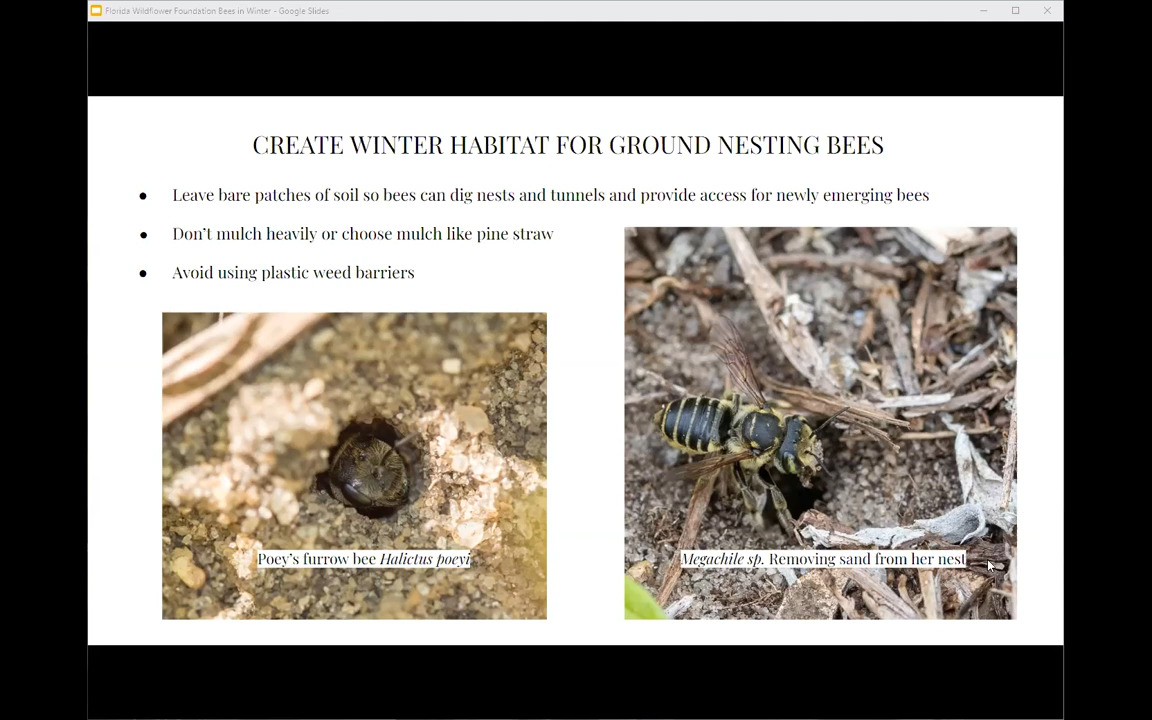 Florida Wildflower Foundation Bees in Winter - Google Slides
CREATE WINTER HABITAT FOR GROUND NESTING BEES
● Leave bare patches of soil so bees can dig nests and tunnels and provide access for newly emerging bees
● Don't mulch heavily or choose mulch like pine straw
● Avoid using plastic weed barriers
Poey's furrow bee Halictus poeyi
Megachile sp. Removing sand from her nest